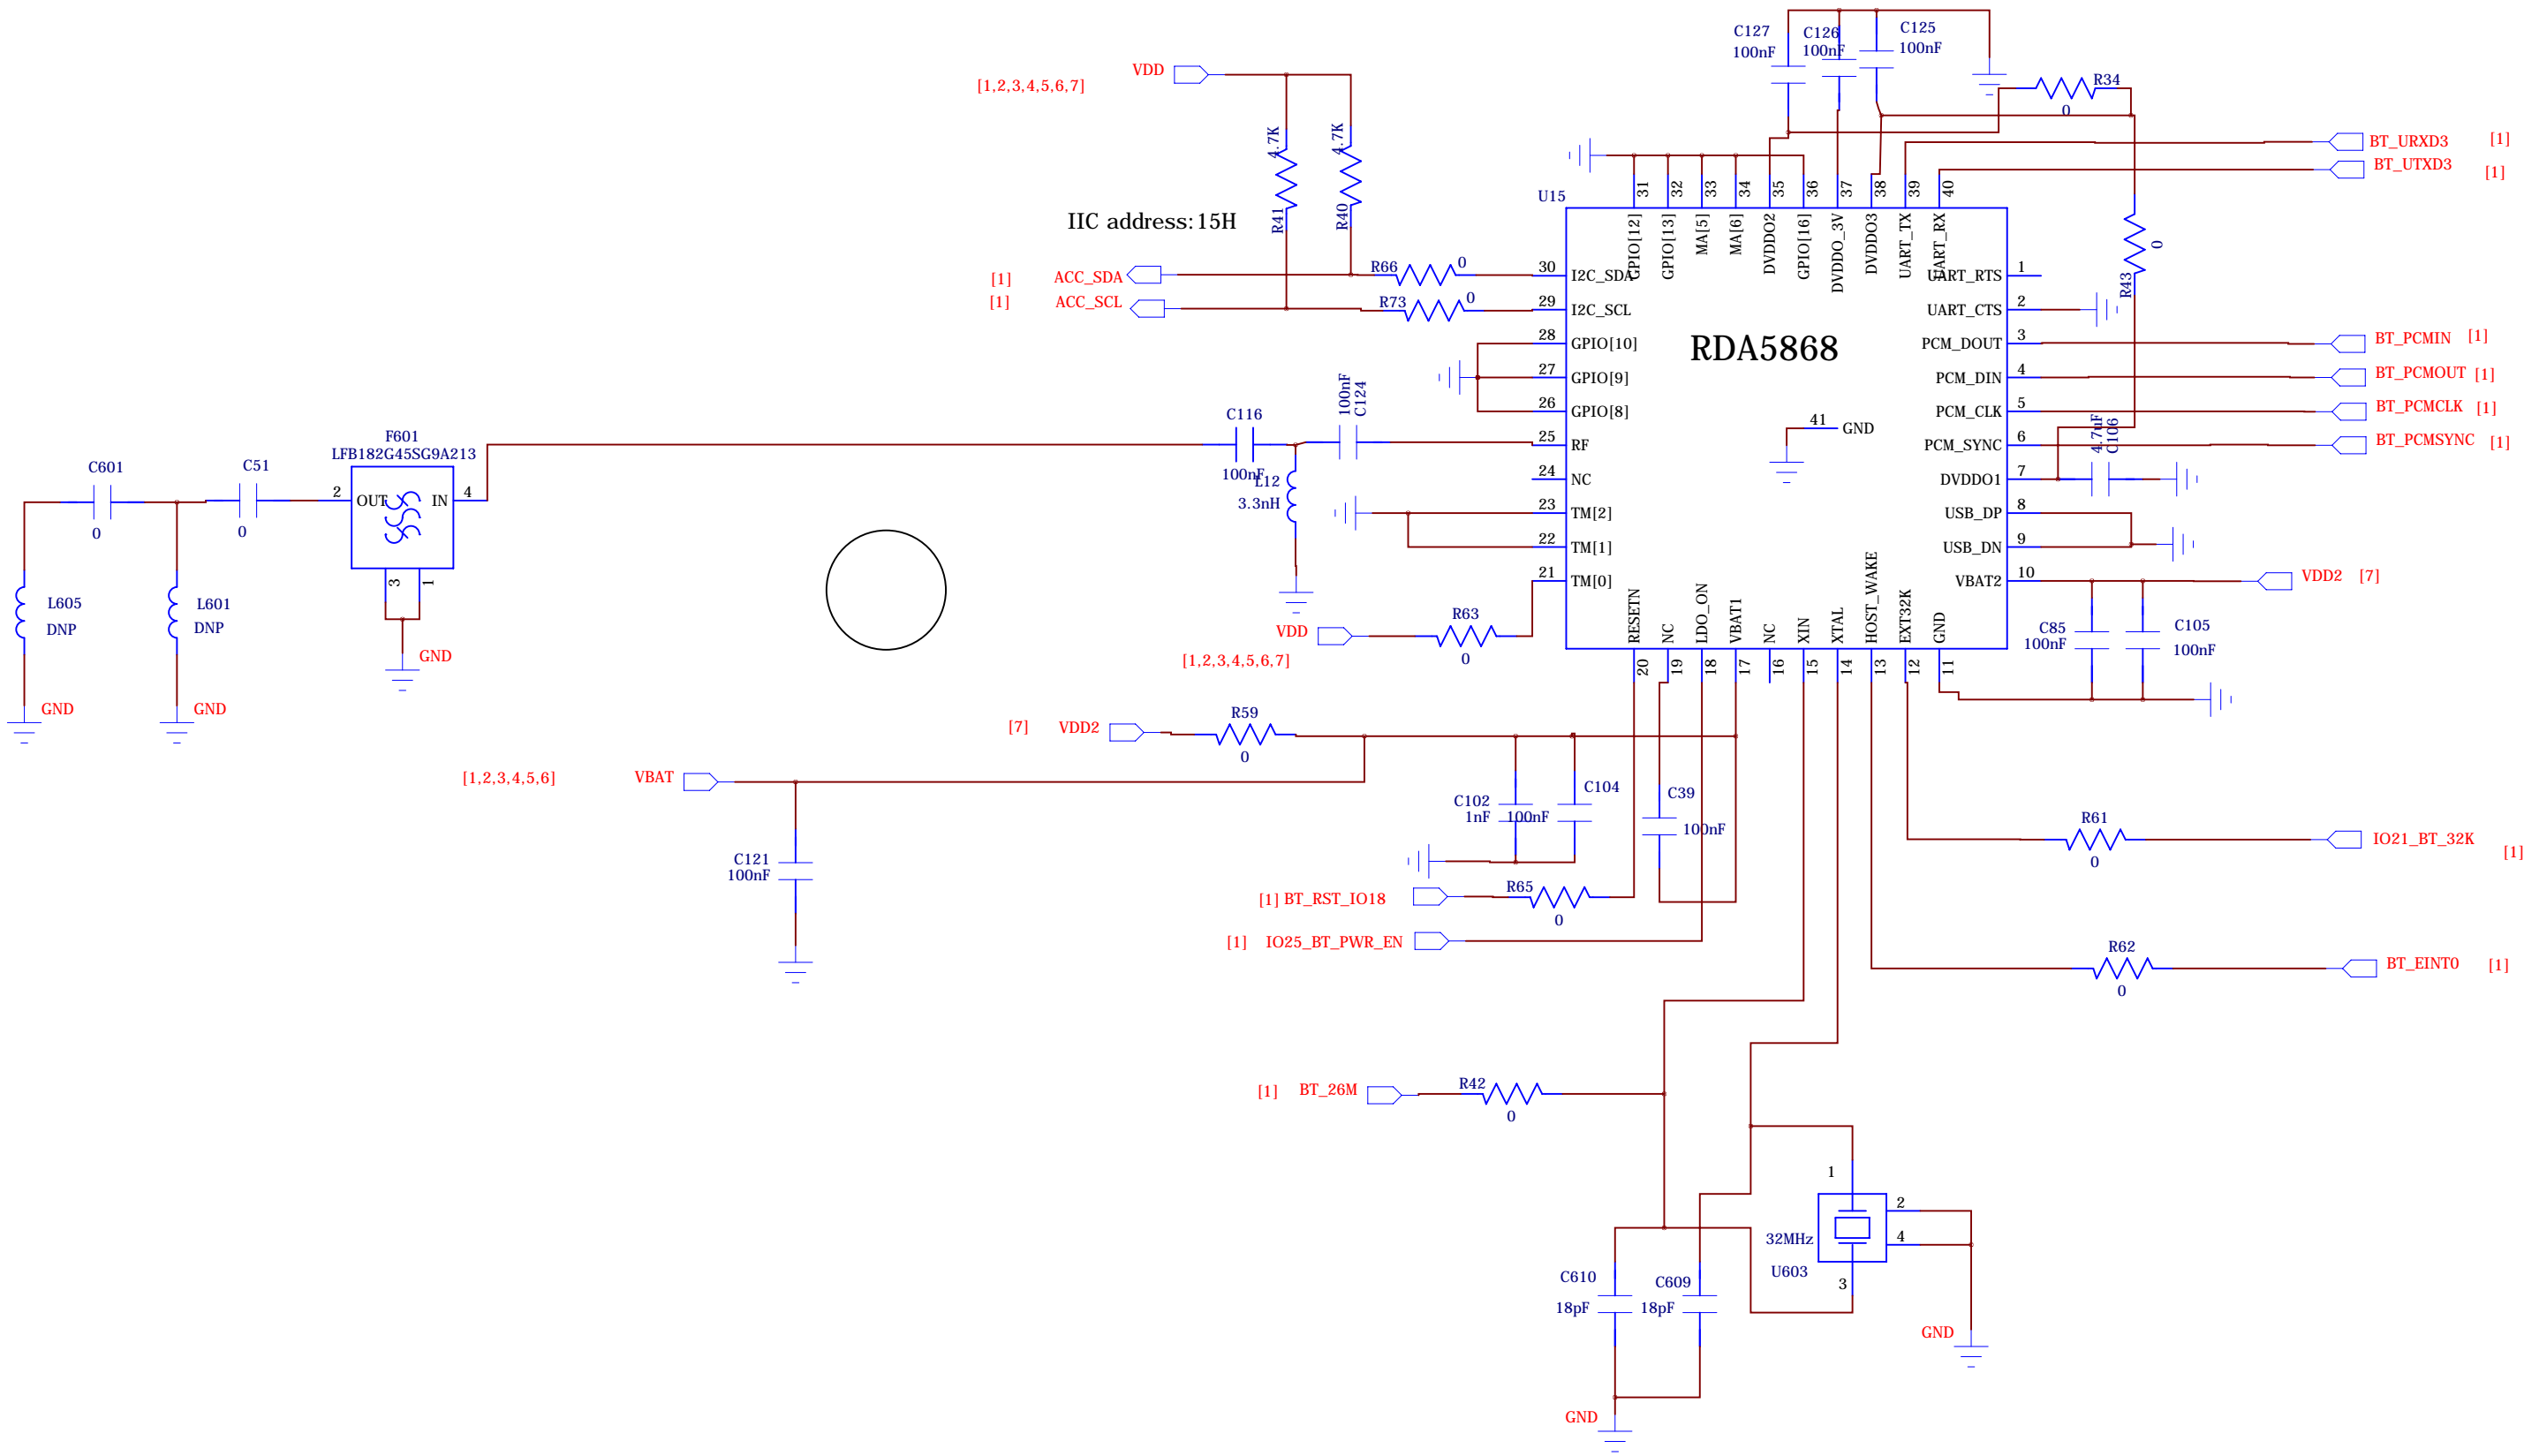 C127
100nF
C126
100nF
C125
100nF
VDD
[1,2,3,4,5,6,7]
R34
0
4.7K
R41
4.7K
R40
BT_URXD3 [1]
BT_UTXD3 [1]
IIC address:15H
U15
31 32 33 34 35 36 37 38 39 40
GPIO[12]
GPIO[13]
MA[5]
MA[6]
DVDDO2
GPIO[16]
DVDDO_3V
DVDDO3
UART_TX
UART_RX
R43
0
[1] ACC_SDA
R66 0
30 I2C_SDA
UART_RTS 1
[1] ACC_SCL
R73 0
29 I2C_SCL
UART_CTS 2
RDA5868
28 GPIO[10]
PCM_DOUT 3
BT_PCMIN [1]
27 GPIO[9]
PCM_DIN 4
BT_PCMOUT [1]
26 GPIO[8]
PCM_CLK 5
BT_PCMCLK [1]
41 GND
25 RF
PCM_SYNC 6
BT_PCMSYNC [1]
24 NC
DVDDO1 7
4.7uF
C106
23 TM[2]
USB_DP 8
22 TM[1]
USB_DN 9
21 TM[0]
VBAT2 10
VDD2 [7]
C116
100nF
100nF
C124
L12
3.3nH
F601
LFB182G45SG9A213
2 OUT IN 4
3 1
GND
C601
0
C51
0
L605
DNP
GND
L601
DNP
GND
VDD
R63
0
[1,2,3,4,5,6,7]
RESETN
NC
LDO_ON
VBAT1
NC
XIN
XTAL
HOST_WAKE
EXT32K
GND
20 19 18 17 16 15 14 13 12 11
C85
100nF
C105
100nF
[7] VDD2
R59
0
[1,2,3,4,5,6] VBAT
C121
100nF
C102
1nF
C104
100nF
C39
100nF
[1] BT_RST_IO18
R65
0
[1] IO25_BT_PWR_EN
R61
0
IO21_BT_32K
[1]
R62
0
BT_EINT0 [1]
[1] BT_26M
R42
0
1
2
4
3
32MHz
U603
GND
C610
18pF
C609
18pF
GND